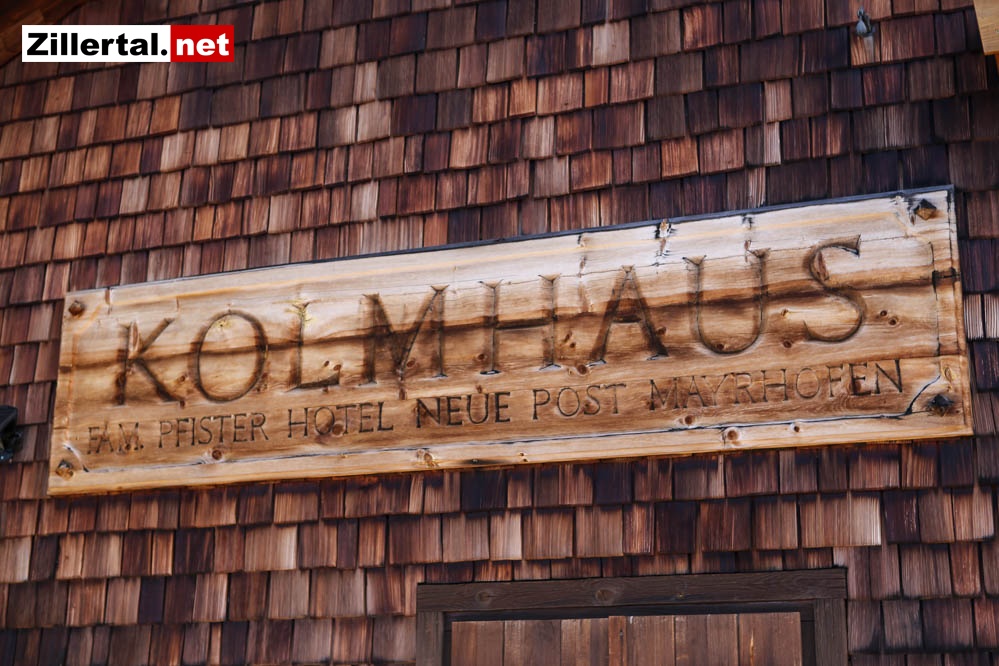 Zillertal.net
KOLMHAUS
FAM. PFISTER HOTEL NEUE POST MAYRHOFEN